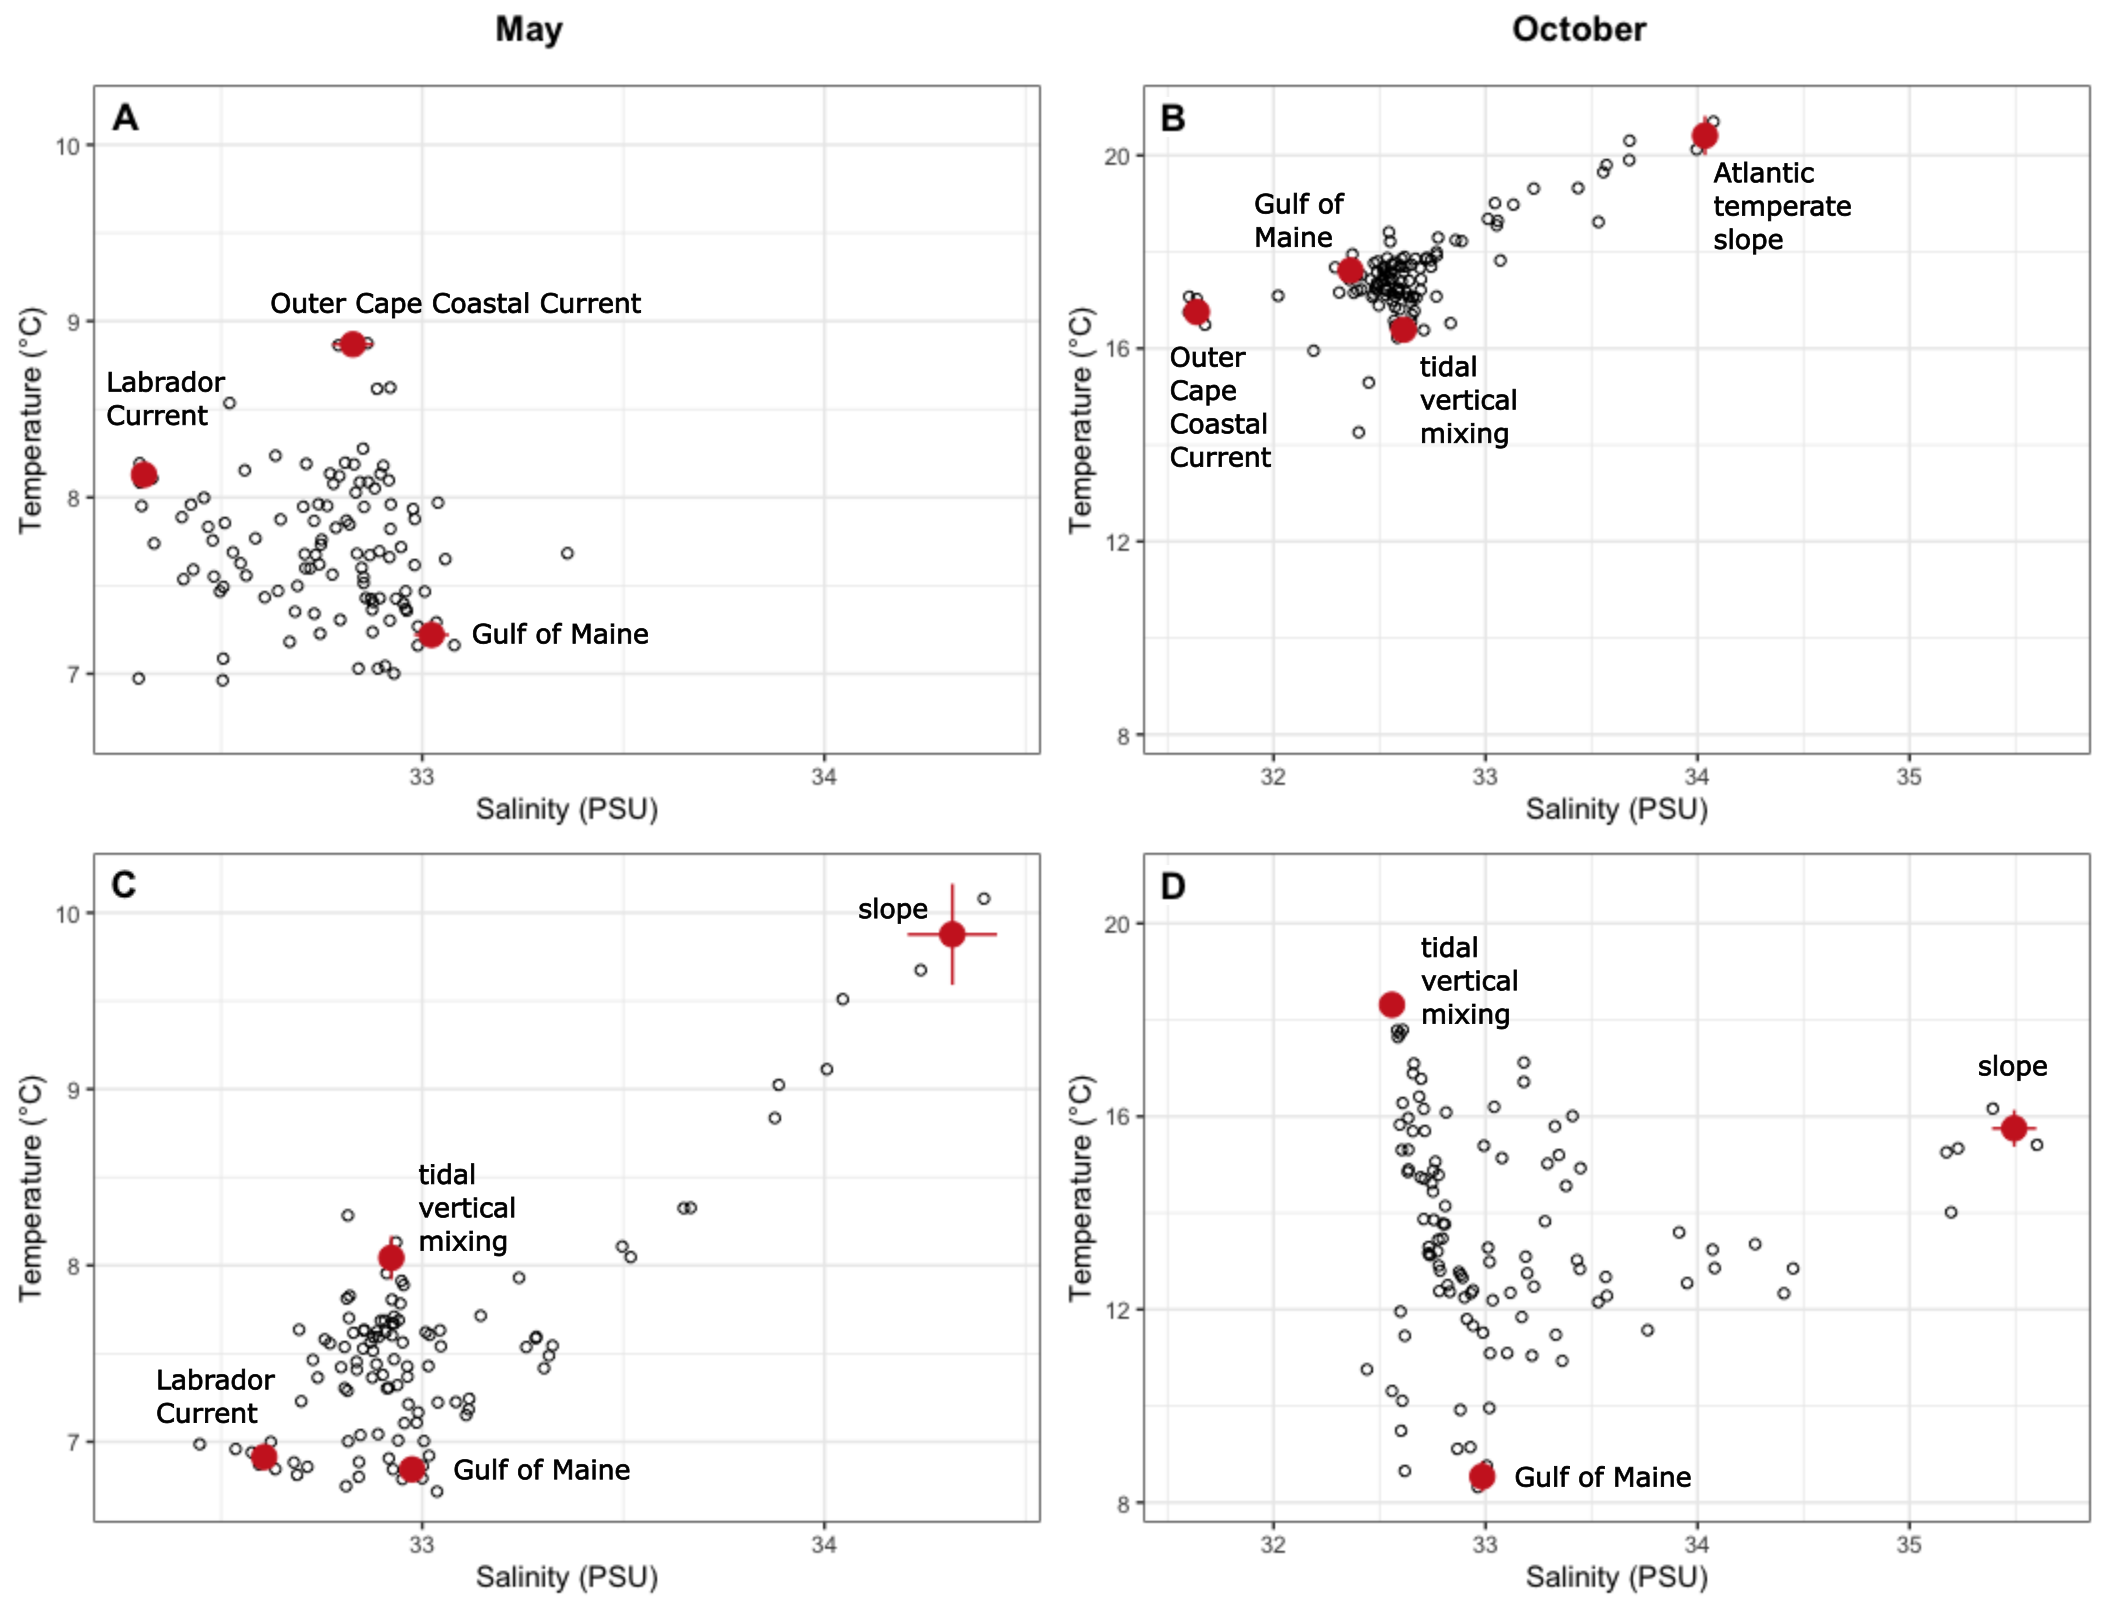 May
October
A
10
9
8
7
Temperature (°C)
Outer Cape Coastal Current
Labrador
Current
Gulf of Maine
33
34
Salinity (PSU)
B
20
16
12
8
Temperature (°C)
Gulf of
Maine
Atlantic
temperate
slope
Outer
Cape
Coastal
Current
tidal
vertical
mixing
32
33
34
35
Salinity (PSU)
C
10
9
8
7
Temperature (°C)
slope
tidal
vertical
mixing
Labrador
Current
Gulf of Maine
33
34
Salinity (PSU)
D
20
16
12
8
Temperature (°C)
tidal
vertical
mixing
slope
Gulf of Maine
32
33
34
35
Salinity (PSU)